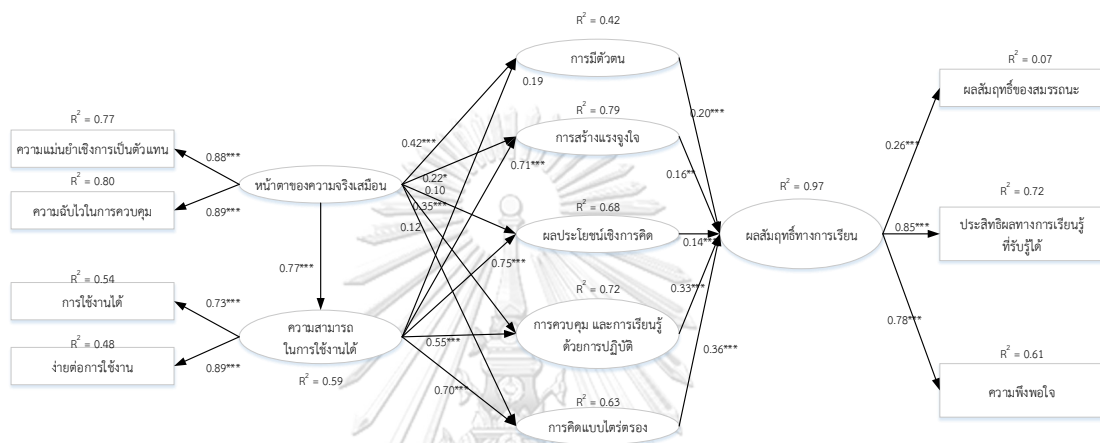 R² = 0.42
การมีตัวตน
R² = 0.07
ผลสัมฤทธิ์ของสมรรถนะ
0.19
R² = 0.79
การสร้างแรงจูงใจ
0.20***
R² = 0.77
ความแม่นยำเชิงการเป็นตัวแทน
0.88***
0.42***
0.71***
0.26***
R² = 0.80
ความฉับไวในการควบคุม
0.89***
หน้าตาของความจริงเสมือน
0.22*
0.10
0.35***
0.12
0.16**
R² = 0.68
ผลประโยชน์เชิงการคิด
0.14**
R² = 0.97
ผลสัมฤทธิ์ทางการเรียน
0.85***
R² = 0.72
ประสิทธิผลทางการเรียนรู้
ที่รับรู้ได้
0.77***
0.75***
R² = 0.54
การใช้งานได้
0.73***
R² = 0.72
การควบคุม และการเรียนรู้
ด้วยการปฏิบัติ
0.33***
0.78***
R² = 0.48
ง่ายต่อการใช้งาน
0.89***
ความสามารถ
ในการใช้งานได้
R² = 0.59
0.55***
0.70***
0.36***
R² = 0.61
ความพึงพอใจ
R² = 0.63
การคิดแบบไตร่ตรอง